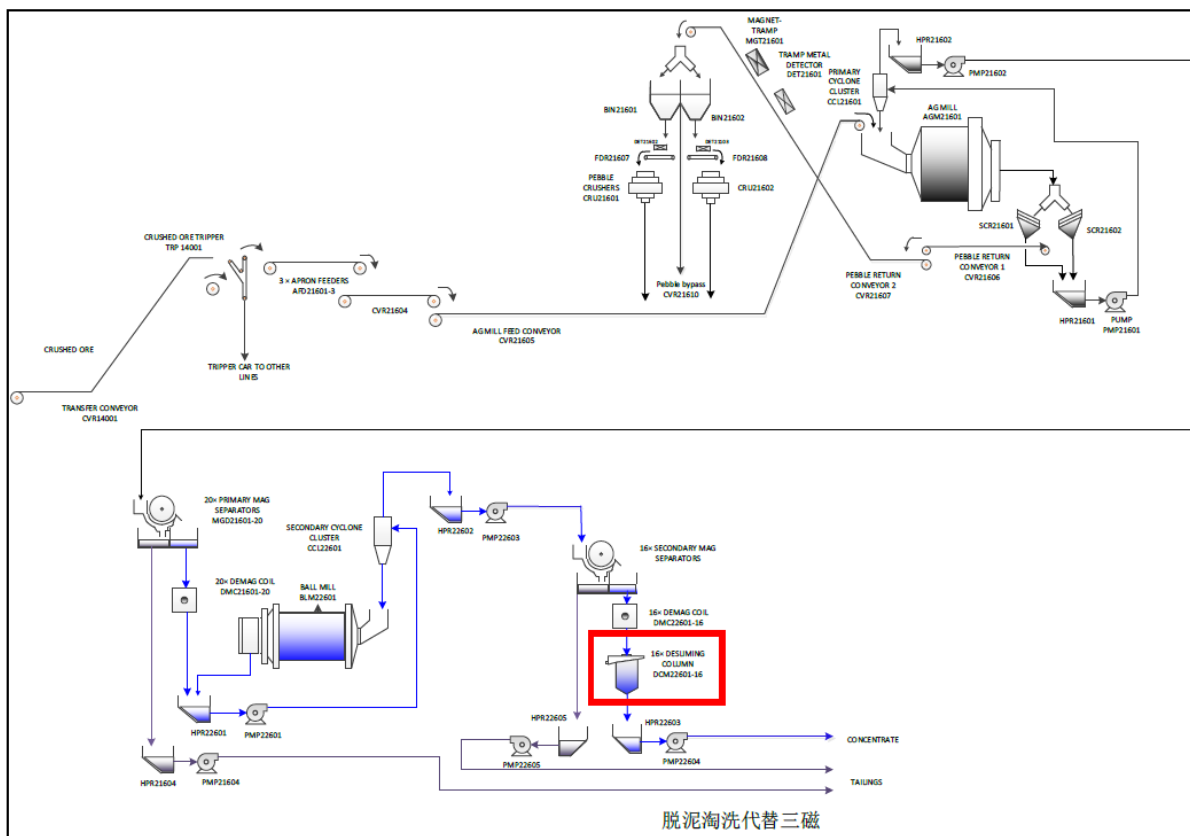 MAGNET-
TRAMP
MGT21601
TRAMP METAL
DETECTOR
DET21601
PRIMARY
CYCLONE
CLUSTER
CCL21601
HPR21602
PMP21602
AG MILL
AGM21601
BIN21601
BIN21602
FDR21607
FDR21608
PEBBLE
CRUSHERS
CRU21601
CRU21602
SCR21601
SCR21602
CRUSHED ORE TRIPPER
TRP 14001
3 × APRON FEEDERS
AFD21601-3
CVR21604
Pebble bypass
CVR21610
PEBBLE RETURN
CONVEYOR 2
CVR21607
PEBBLE RETURN
CONVEYOR 1
CVR21606
HPR21601
PUMP
PMP21601
AG MILL FEED CONVEYOR
CVR21605
CRUSHED ORE
TRIPPER CAR TO OTHER
LINES
TRANSFER CONVEYOR
CVR14001
20× PRIMARY MAG
SEPARATORS
MGD21601-20
SECONDARY CYCLONE
CLUSTER
CCL22601
HPR22602
PMP22603
16× SECONDARY MAG
SEPARATORS
20× DEMAG COIL
DMC21601-20
BALL MILL
BLM22601
16× DEMAG COIL
DMC22601-16
16× DESLIMING
COLUMN
DCM22601-16
HPR22601
PMP22601
HPR22605
HPR22603
PMP22605
PMP22604
CONCENTRATE
HPR21604
PMP21604
TAILINGS
脱泥淘洗代替三磁